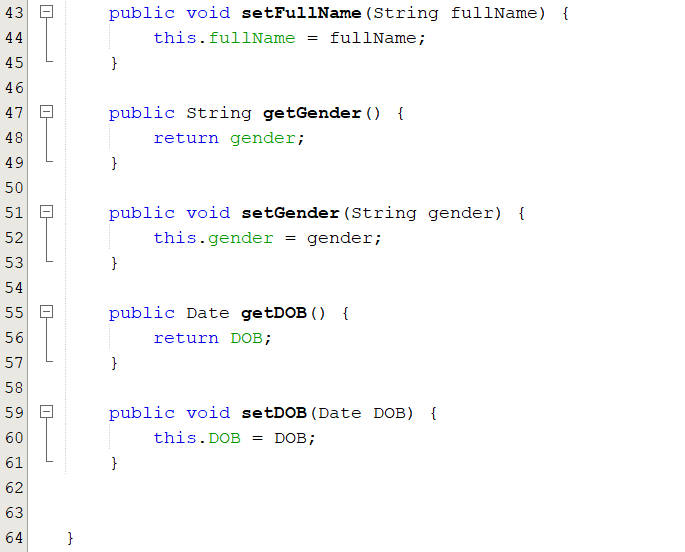 43 public void setFullName(String fullName) {
44 this.fullName = fullName;
45 }
46
47 public String getGender() {
48 return gender;
49 }
50
51 public void setGender(String gender) {
52 this.gender = gender;
53 }
54
55 public Date getDOB() {
56 return DOB;
57 }
58
59 public void setDOB(Date DOB) {
60 this.DOB = DOB;
61 }
62
63
64 }